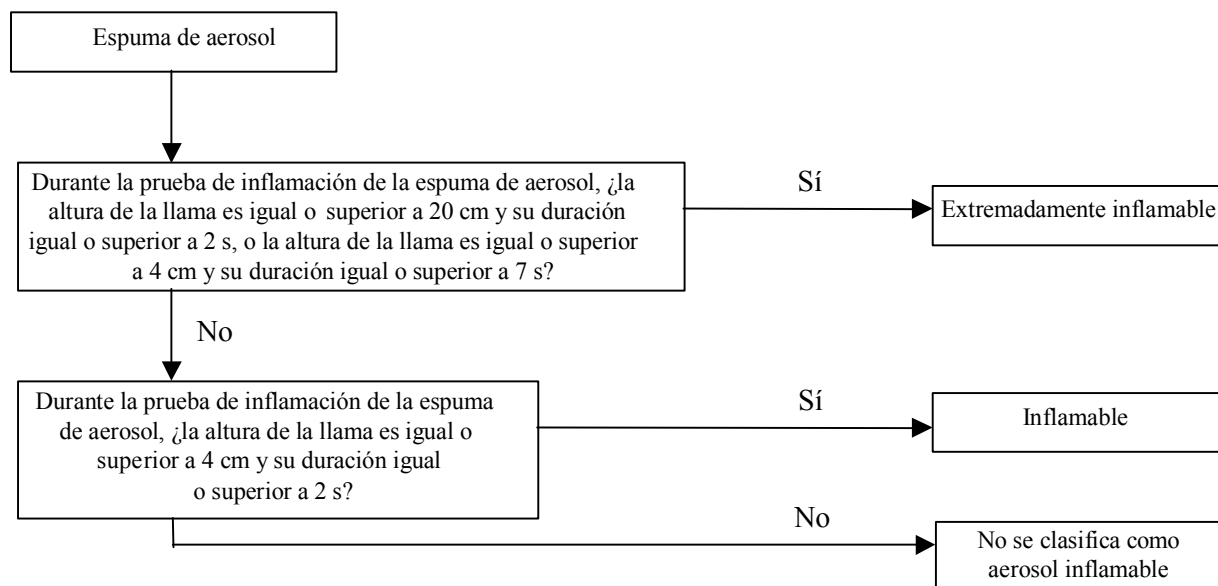 Espuma de aerosol
Durante la prueba de inflamación de la espuma de aerosol, ¿la
altura de la llama es igual o superior a 20 cm y su duración
igual o superior a 2 s, o la altura de la llama es igual o superior
a 4 cm y su duración igual o superior a 7 s?
Sí
Extremadamente inflamable
No
Durante la prueba de inflamación de la espuma
de aerosol, ¿la altura de la llama es igual o
superior a 4 cm y su duración igual
o superior a 2 s?
Sí
Inflamable
No
No se clasifica como
aerosol inflamable